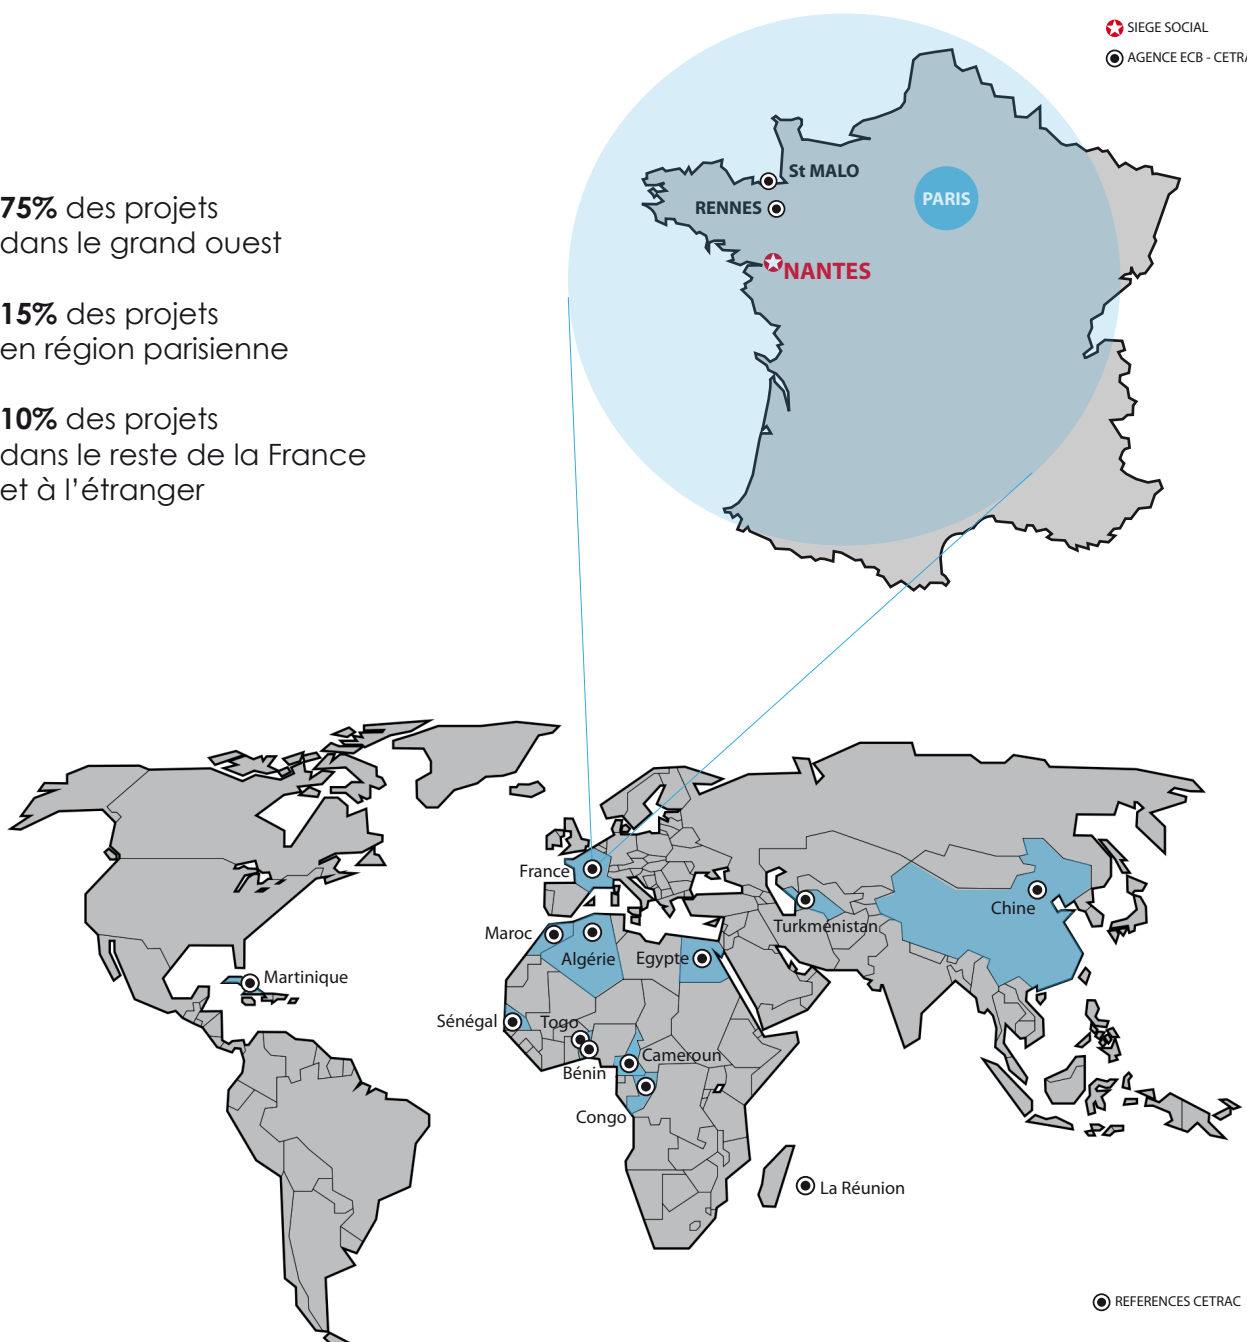 SIEGE SOCIAL
AGENCE ECB - CETRA
75% des projets
dans le grand ouest
15% des projets
en région parisienne
10% des projets
dans le reste de la France
et à l'étranger
St MALO
RENNES
PARIS
NANTES
France
Maroc
Algérie
Egypte
Turkménistan
Chine
Martinique
Sénégal
Togo
Bénin
Cameroun
Congo
La Réunion
REFERENCES CETRAC